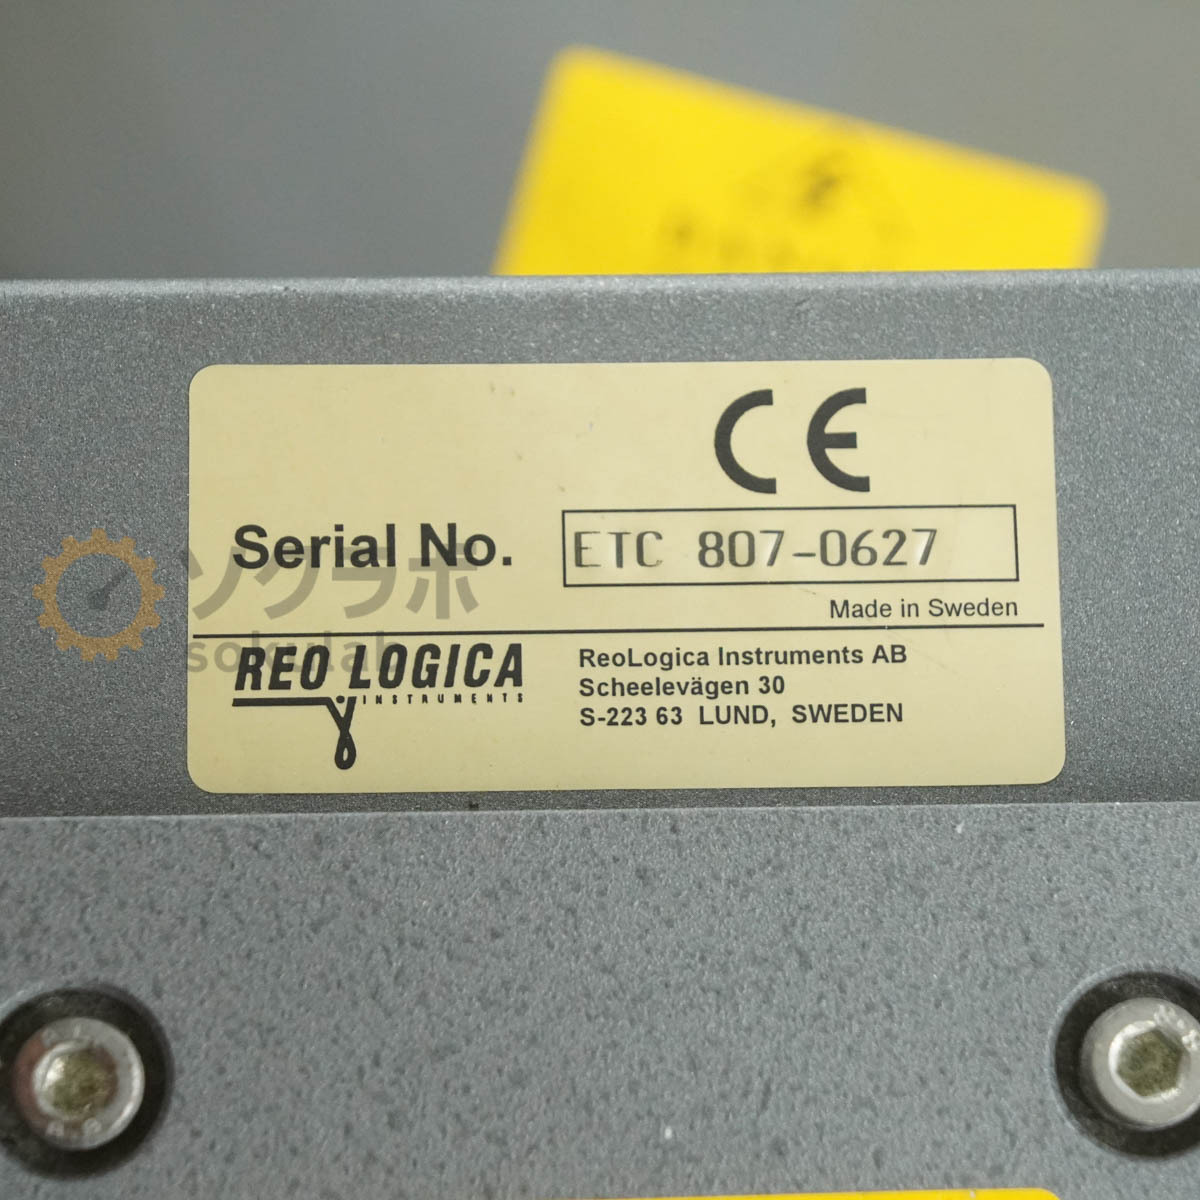 CE
Serial No. ETC 807-0627
Made in Sweden
ソクラボ
sokulab
REO LOGICA
INSTRUMENTS
ReoLogica Instruments AB
Scheelevägen 30
S-223 63 LUND, SWEDEN